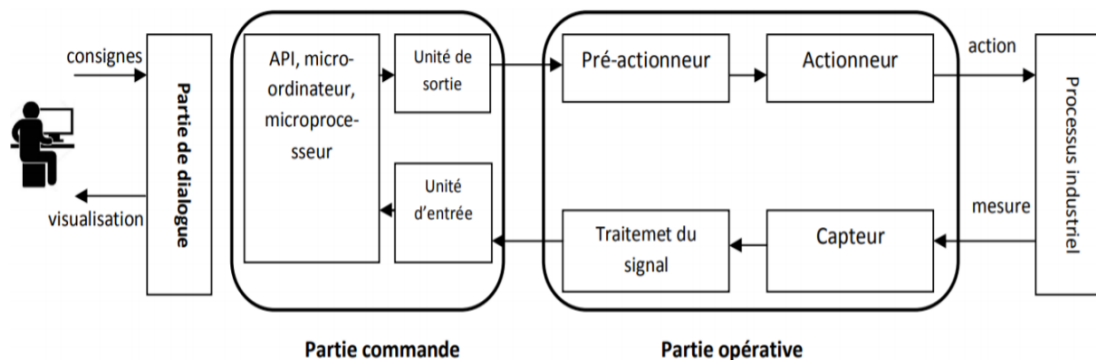 consignes
visualisation
Partie de dialogue
API, micro-
ordinateur,
microproce-
sseur
Unité de
sortie
Unité
d'entrée
Partie commande
Pré-actionneur
Actionneur
Traitemet du
signal
Capteur
Partie opérative
action
mesure
Processus industriel